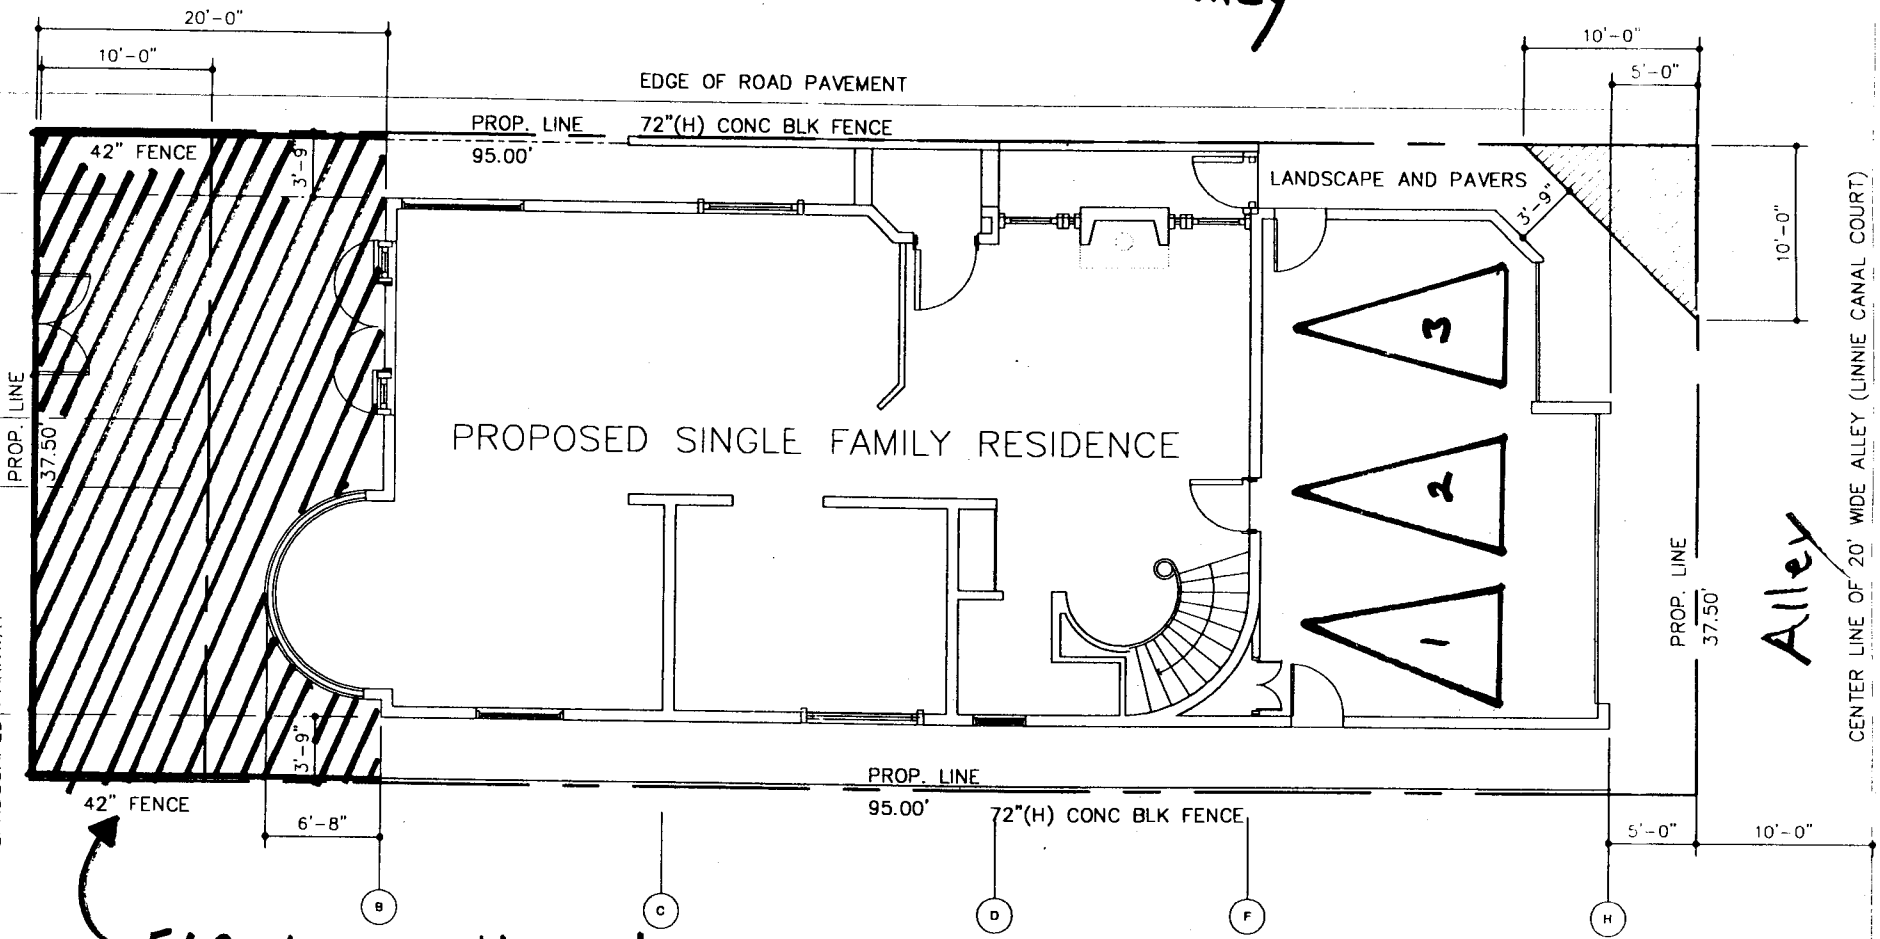 20'-0"
10'-0"
10'-0"
5'-0"
EDGE OF ROAD PAVEMENT
PROP. LINE
72"(H) CONC BLK FENCE
95.00'
42" FENCE
3'-9"
LANDSCAPE AND PAVERS
3'-9"
10'-0"
3
2
1
PROPOSED SINGLE FAMILY RESIDENCE
PROP. LINE
37.50'
PROP. LINE
37.50'
Alley
CENTER LINE OF 20' WIDE ALLEY (LINNIE CANAL COURT)
3'-9"
42" FENCE
6'-8"
PROP. LINE
95.00'
72"(H) CONC BLK FENCE
5'-0"
10'-0"
B
C
D
F
H